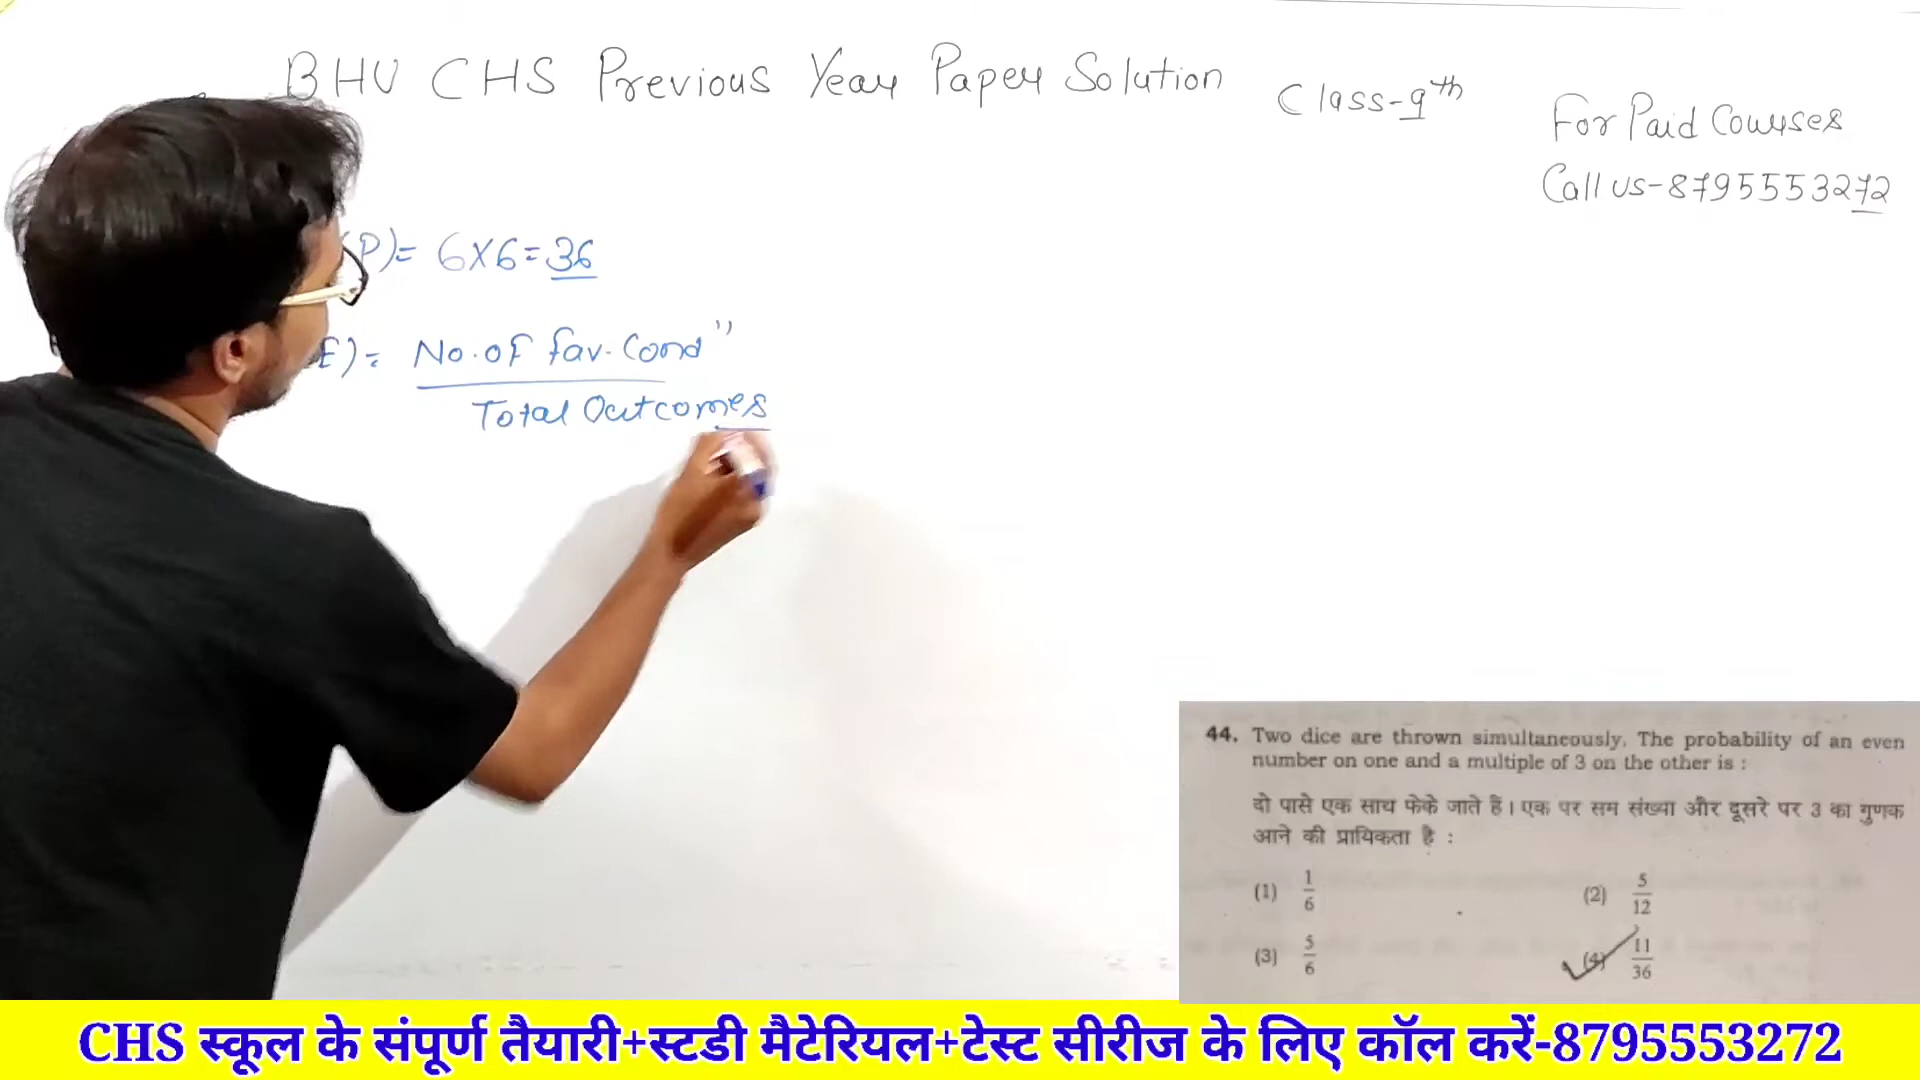 BHU CHS Previous Year Paper Solution
Class-9th
For Paid Courses
Call us-8795553272
P)= 6X6=36
E)= No.of fav. Cond"
Total Outcomes
44. Two dice are thrown simultaneously. The probability of an even
number on one and a multiple of 3 on the other is :
दो पासे एक साथ फेंके जाते हैं। एक पर सम संख्या और दूसरे पर 3 का गुणक
आने की प्रायिकता है :
(1) 1/6 (2) 5/12
(3) 5/6 (4) 11/36
CHS स्कूल के संपूर्ण तैयारी+स्टडी मैटेरियल+टेस्ट सीरीज के लिए कॉल करें-8795553272